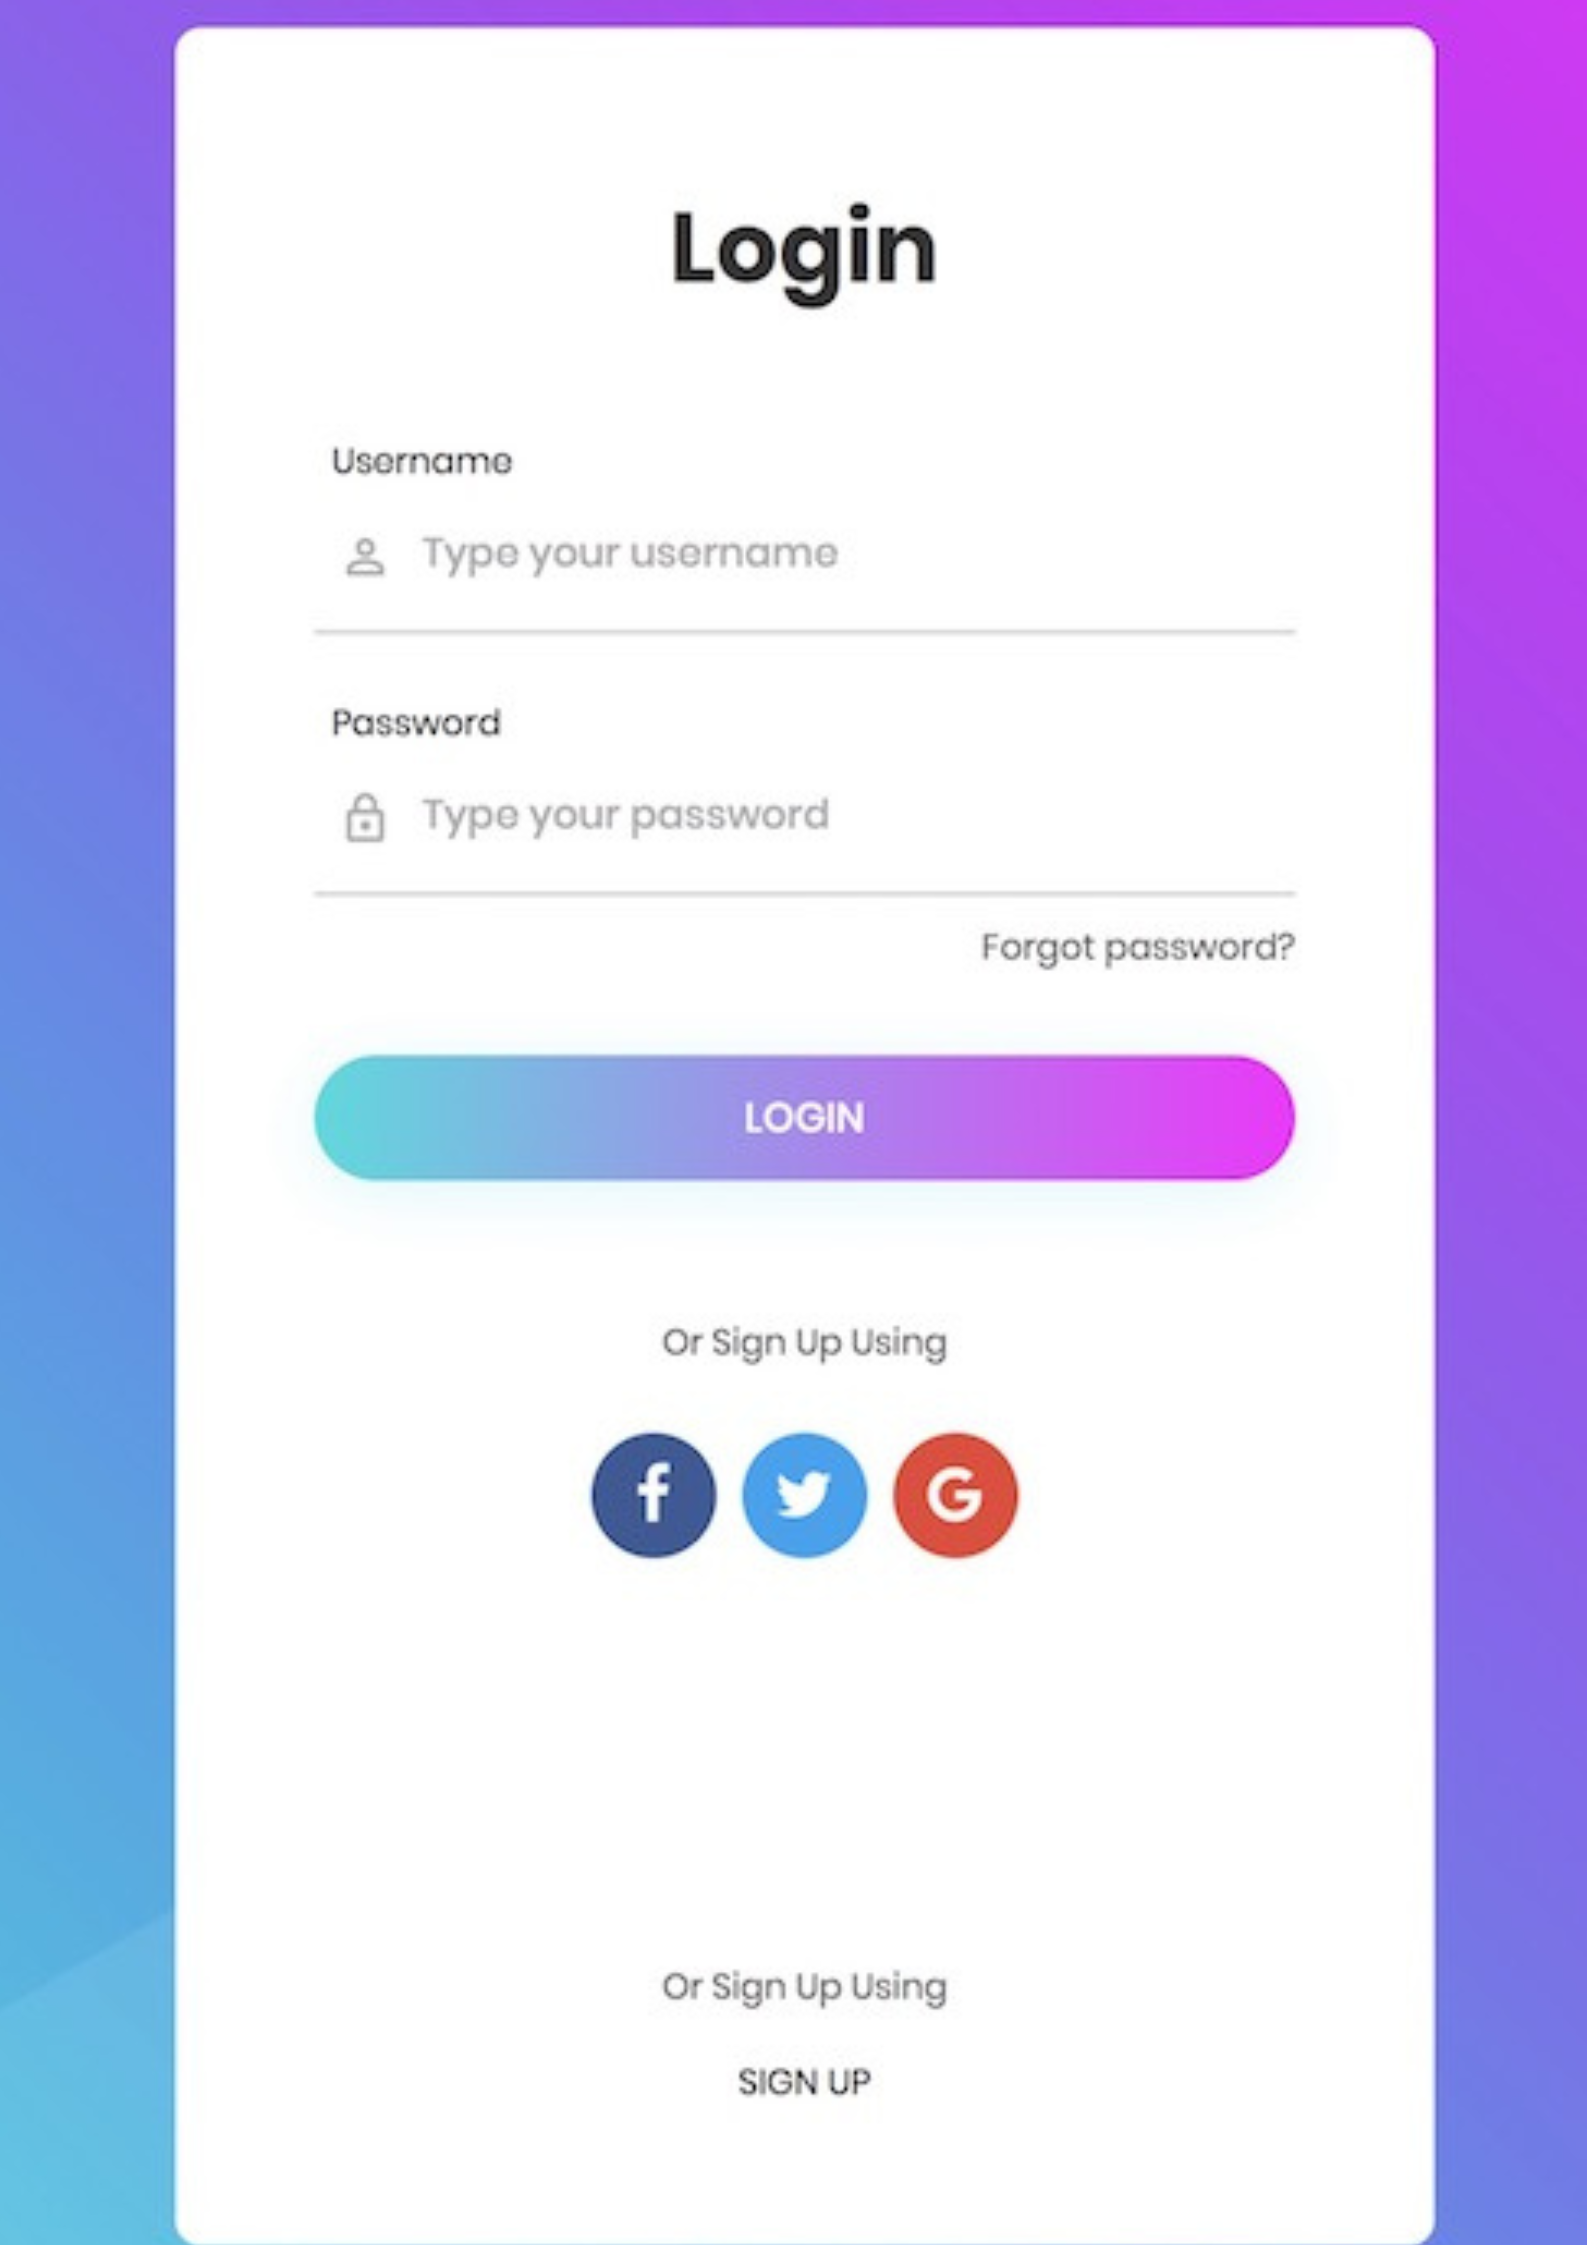 Login
Username
Type your username
Password
Type your password
Forgot password?
LOGIN
Or Sign Up Using
Or Sign Up Using
SIGN UP